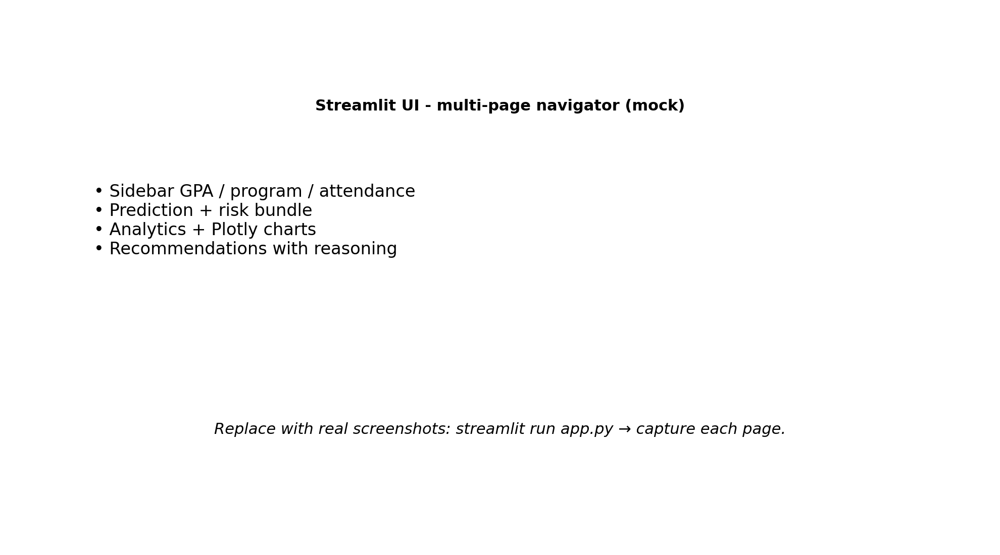 Streamlit UI - multi-page navigator (mock)
• Sidebar GPA / program / attendance
• Prediction + risk bundle
• Analytics + Plotly charts
• Recommendations with reasoning
Replace with real screenshots: streamlit run app.py → capture each page.